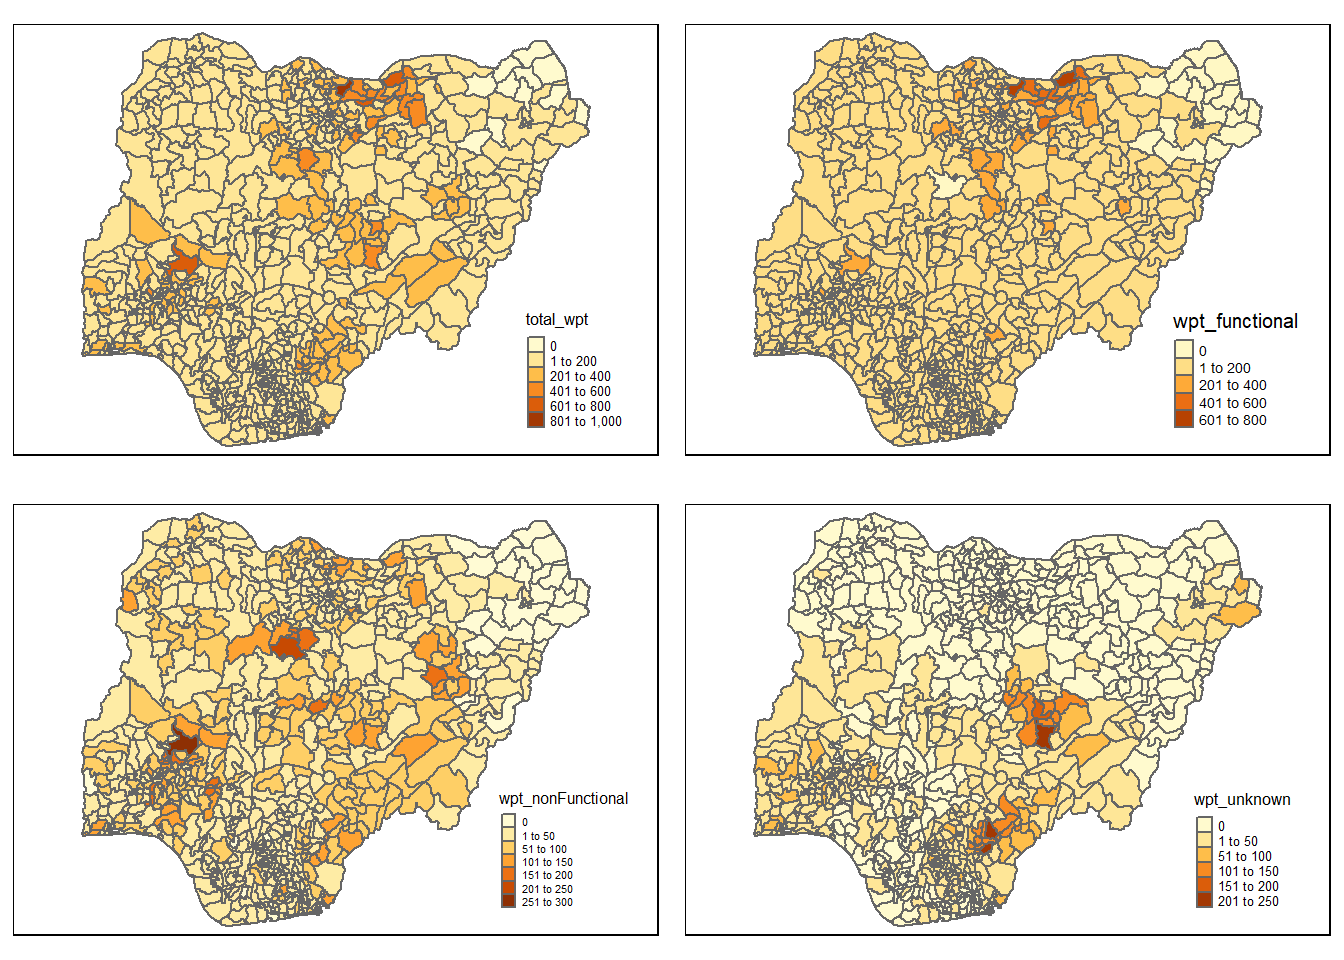 total_wpt
0
1 to 200
201 to 400
401 to 600
601 to 800
801 to 1,000
wpt_functional
0
1 to 200
201 to 400
401 to 600
601 to 800
wpt_nonFunctional
0
1 to 50
51 to 100
101 to 150
151 to 200
201 to 250
251 to 300
wpt_unknown
0
1 to 50
51 to 100
101 to 150
151 to 200
201 to 250